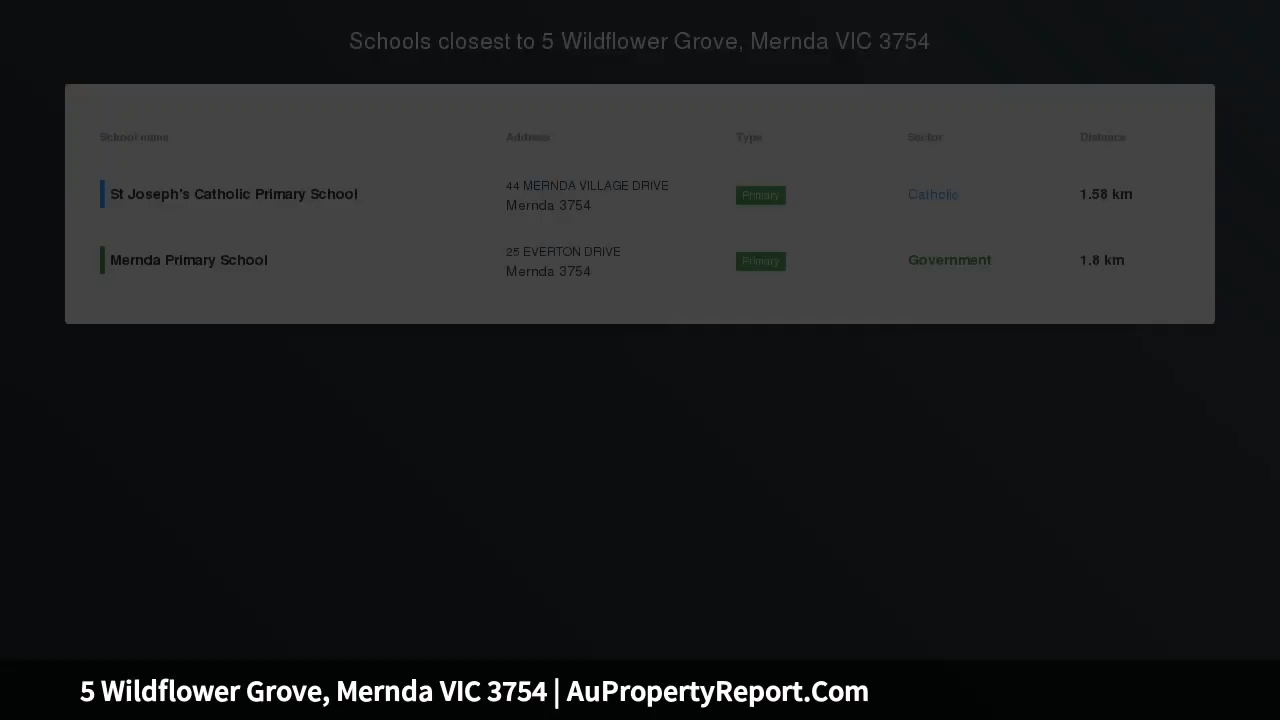 Schools closest to 5 Wildflower Grove, Mernda VIC 3754
School name Address Type Sector Distance
St Joseph's Catholic Primary School 44 MERNDA VILLAGE DRIVE Primary Catholic 1.58 km
Mernda 3754
Mernda Primary School 25 EVERTON DRIVE Primary Government 1.8 km
Mernda 3754
5 Wildflower Grove, Mernda VIC 3754 | AuPropertyReport.Com